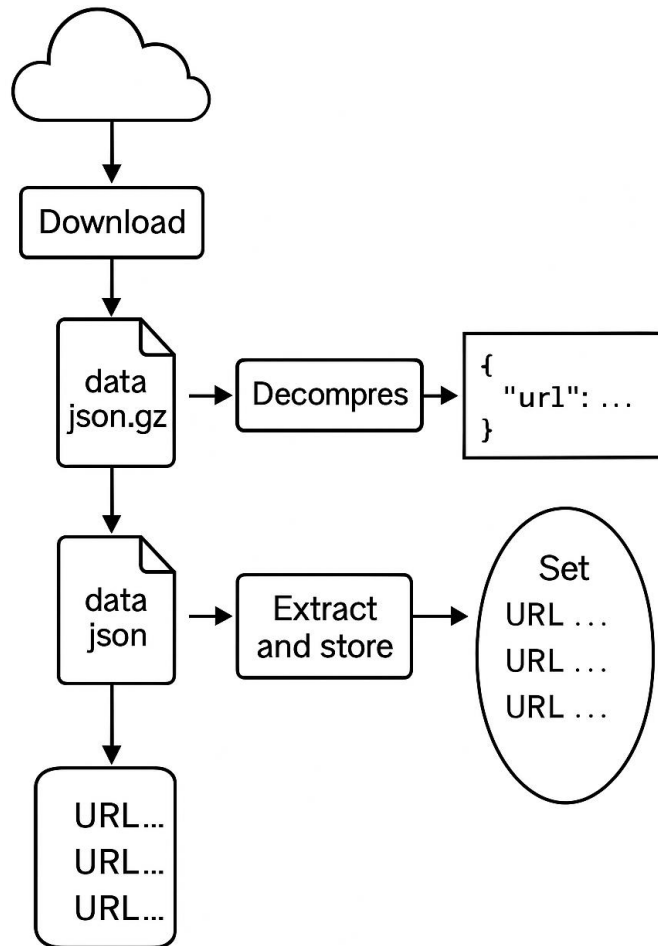 Download
data
json.gz
Decompres
{
"url": ...
}
data
json
Extract
and store
Set
URL ...
URL ...
URL ...
URL...
URL...
URL...